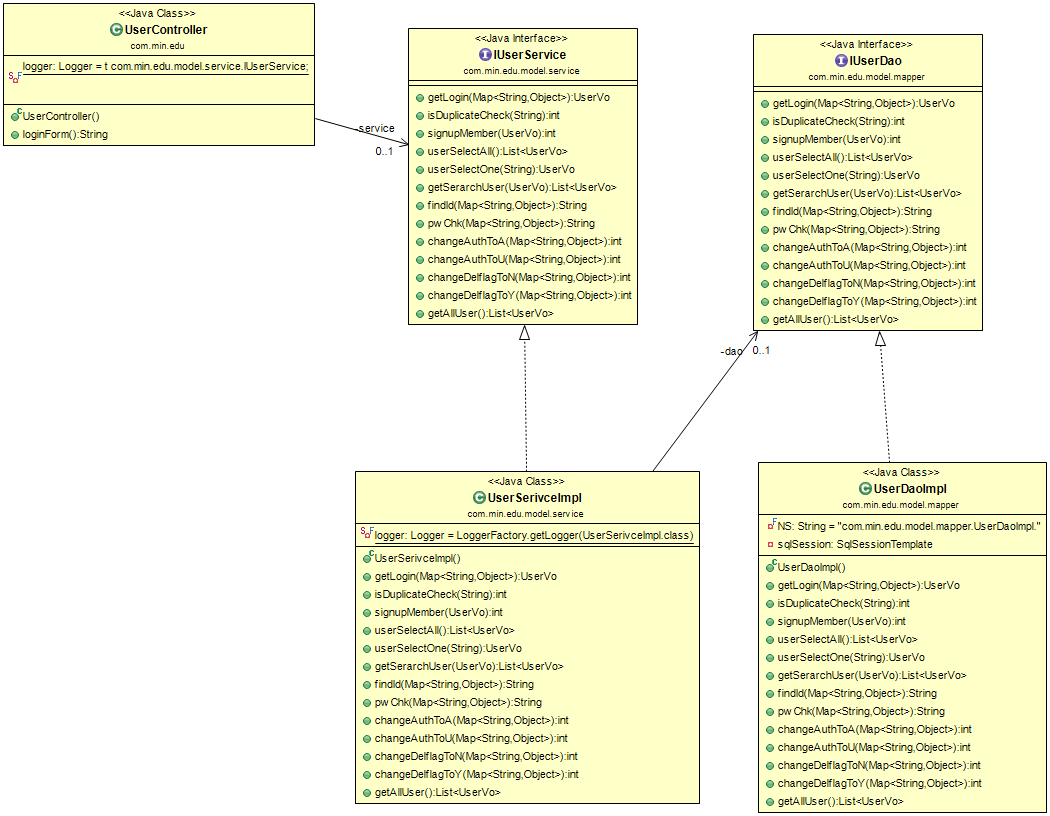 <<Java Class>>
UserController
com.min.edu
logger: Logger = t com.min.edu.model.service.IUserService;
UserController()
loginForm():String
-service
0..1
<<Java Interface>>
IUserService
com.min.edu.model.service
getLogin(Map<String,Object>):UserVo
isDuplicateCheck(String):int
signupMember(UserVo):int
userSelectAll():List<UserVo>
userSelectOne(String):UserVo
getSerarchUser(UserVo):List<UserVo>
findId(Map<String,Object>):String
pwChk(Map<String,Object>):String
changeAuthToA(Map<String,Object>):int
changeAuthToU(Map<String,Object>):int
changeDelflagToN(Map<String,Object>):int
changeDelflagToY(Map<String,Object>):int
getAllUser():List<UserVo>
<<Java Interface>>
IUserDao
com.min.edu.model.mapper
getLogin(Map<String,Object>):UserVo
isDuplicateCheck(String):int
signupMember(UserVo):int
userSelectAll():List<UserVo>
userSelectOne(String):UserVo
getSerarchUser(UserVo):List<UserVo>
findId(Map<String,Object>):String
pwChk(Map<String,Object>):String
changeAuthToA(Map<String,Object>):int
changeAuthToU(Map<String,Object>):int
changeDelflagToN(Map<String,Object>):int
changeDelflagToY(Map<String,Object>):int
getAllUser():List<UserVo>
-dao
0..1
<<Java Class>>
UserSerivceImpl
com.min.edu.model.service
logger: Logger = LoggerFactory.getLogger(UserSerivceImpl.class)
UserSerivceImpl()
getLogin(Map<String,Object>):UserVo
isDuplicateCheck(String):int
signupMember(UserVo):int
userSelectAll():List<UserVo>
userSelectOne(String):UserVo
getSerarchUser(UserVo):List<UserVo>
findId(Map<String,Object>):String
pwChk(Map<String,Object>):String
changeAuthToA(Map<String,Object>):int
changeAuthToU(Map<String,Object>):int
changeDelflagToN(Map<String,Object>):int
changeDelflagToY(Map<String,Object>):int
getAllUser():List<UserVo>
<<Java Class>>
UserDaoImpl
com.min.edu.model.mapper
NS: String = "com.min.edu.model.mapper.UserDaoImpl."
sqlSession: SqlSessionTemplate
UserDaoImpl()
getLogin(Map<String,Object>):UserVo
isDuplicateCheck(String):int
signupMember(UserVo):int
userSelectAll():List<UserVo>
userSelectOne(String):UserVo
getSerarchUser(UserVo):List<UserVo>
findId(Map<String,Object>):String
pwChk(Map<String,Object>):String
changeAuthToA(Map<String,Object>):int
changeAuthToU(Map<String,Object>):int
changeDelflagToN(Map<String,Object>):int
changeDelflagToY(Map<String,Object>):int
getAllUser():List<UserVo>